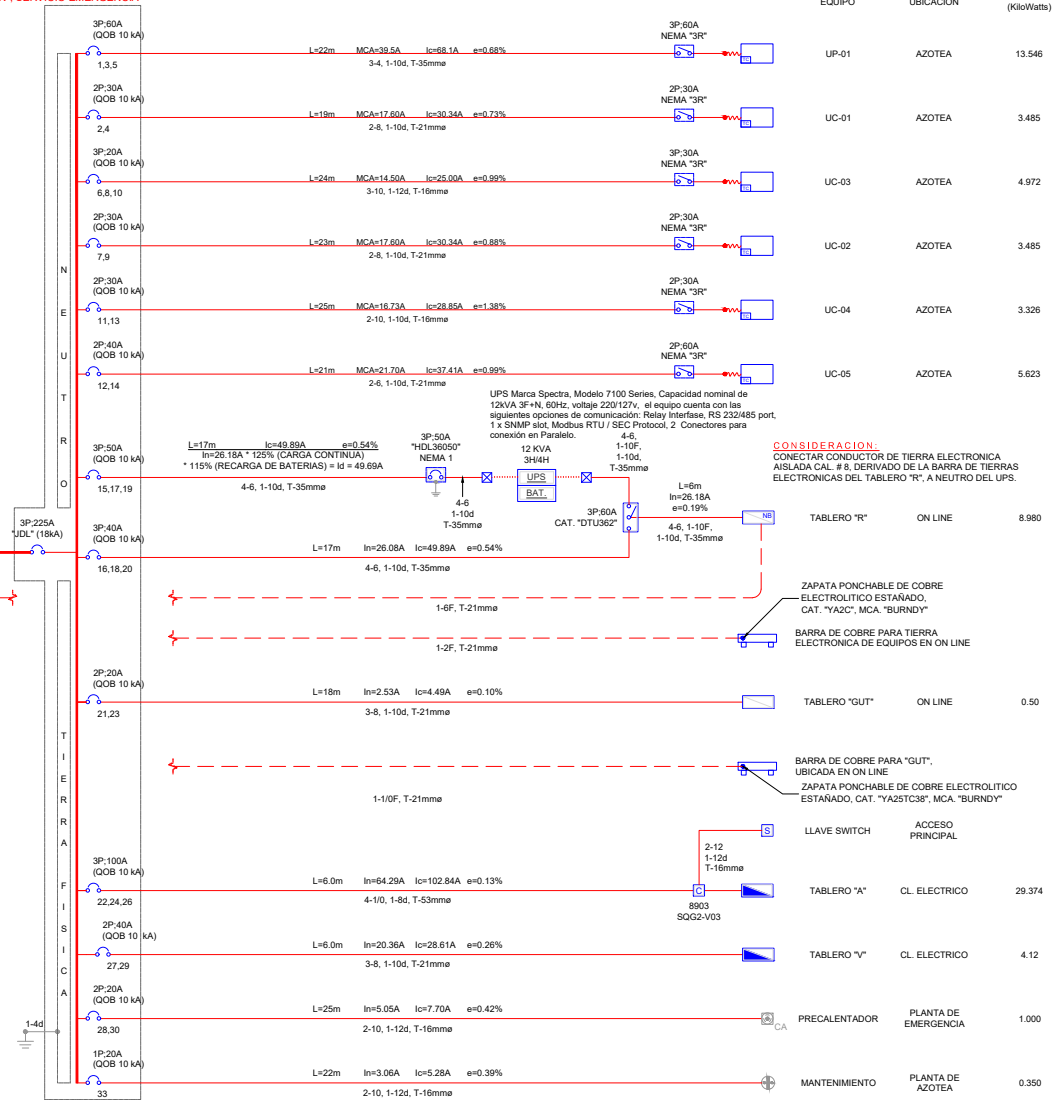 EQUIPO
UBICACION
(KiloWatts)
3P;60A
(QOB 10 kA)
1,3,5
L=22m MCA=39.5A Ic=68.1A e=0.68%
3-4, 1-10d, T-35mmø
3P;60A
NEMA "3R"
TC
UP-01
AZOTEA
13.546
2P;30A
(QOB 10 kA)
2,4
L=19m MCA=17.60A Ic=30.34A e=0.73%
2-8, 1-10d, T-21mmø
2P;30A
NEMA "3R"
TC
UC-01
AZOTEA
3.485
3P;20A
(QOB 10 kA)
6,8,10
L=24m MCA=14.50A Ic=25.00A e=0.99%
3-10, 1-12d, T-16mmø
3P;30A
NEMA "3R"
TC
UC-03
AZOTEA
4.972
2P;30A
(QOB 10 kA)
7,9
L=23m MCA=17.60A Ic=30.34A e=0.88%
2-8, 1-10d, T-21mmø
2P;30A
NEMA "3R"
TC
UC-02
AZOTEA
3.485
2P;30A
(QOB 10 kA)
11,13
L=25m MCA=16.73A Ic=28.85A e=1.38%
2-10, 1-10d, T-16mmø
2P;30A
NEMA "3R"
TC
UC-04
AZOTEA
3.326
2P;40A
(QOB 10 kA)
12,14
L=21m MCA=21.70A Ic=37.41A e=0.99%
2-6, 1-10d, T-21mmø
2P;60A
NEMA "3R"
TC
UC-05
AZOTEA
5.623
N
E
U
T
R
O
UPS Marca Spectra, Modelo 7100 Series, Capacidad nominal de
12kVA 3F+N, 60Hz, voltaje 220/127v, el equipo cuenta con las
siguientes opciones de comunicación: Relay Interfase, RS 232/485 port,
1 x SNMP slot, Modbus RTU / SEC Protocol, 2 Conectores para
conexión en Paralelo.
3P;50A
(QOB 10 kA)
15,17,19
L=17m Ic=49.89A e=0.54%
In=26.18A * 125% (CARGA CONTINUA)
* 115% (RECARGA DE BATERIAS) = Id = 49.69A
4-6, 1-10d, T-35mmø
3P;50A
"HDL36050"
NEMA 1
4-6
1-10d
T-35mmø
12 KVA
3H/4H
UPS
BAT.
4-6,
1-10F,
1-10d,
T-35mmø
3P;60A
CAT. "DTU362"
L=6m
In=26.18A
e=0.19%
4-6, 1-10F,
1-10d, T-35mmø
CONSIDERACION:
CONECTAR CONDUCTOR DE TIERRA ELECTRONICA
AISLADA CAL. # 8, DERIVADO DE LA BARRA DE TIERRAS
ELECTRONICAS DEL TABLERO "R", A NEUTRO DEL UPS.
NB
TABLERO "R"
ON LINE
8.980
3P;225A
"JDL" (18kA)
3P;40A
(QOB 10 kA)
16,18,20
L=17m In=26.08A Ic=49.89A e=0.54%
4-6, 1-10d, T-35mmø
1-6F, T-21mmø
ZAPATA PONCHABLE DE COBRE
ELECTROLITICO ESTAÑADO,
CAT. "YA2C", MCA. "BURNDY"
1-2F, T-21mmø
BARRA DE COBRE PARA TIERRA
ELECTRONICA DE EQUIPOS EN ON LINE
2P;20A
(QOB 10 kA)
21,23
L=18m In=2.53A Ic=4.49A e=0.10%
3-8, 1-10d, T-21mmø
TABLERO "GUT"
ON LINE
0.50
T
I
E
R
R
A
F
I
S
I
C
A
1-1/0F, T-21mmø
BARRA DE COBRE PARA "GUT",
UBICADA EN ON LINE
ZAPATA PONCHABLE DE COBRE ELECTROLITICO
ESTAÑADO, CAT. "YA25TC38", MCA. "BURNDY"
S
LLAVE SWITCH
ACCESO
PRINCIPAL
2-12
1-12d
T-16mmø
3P;100A
(QOB 10 kA)
22,24,26
L=6.0m In=64.29A Ic=102.84A e=0.13%
4-1/0, 1-8d, T-53mmø
C
8903
SQG2-V03
TABLERO "A"
CL. ELECTRICO
29.374
2P;40A
(QOB 10 kA)
27,29
L=6.0m In=20.36A Ic=28.61A e=0.26%
3-8, 1-10d, T-21mmø
TABLERO "V"
CL. ELECTRICO
4.12
2P;20A
(QOB 10 kA)
28,30
L=25m In=5.05A Ic=7.70A e=0.42%
2-10, 1-12d, T-16mmø
CA
PRECALENTADOR
PLANTA DE
EMERGENCIA
1.000
1-4d
1P;20A
(QOB 10 kA)
33
L=22m In=3.06A Ic=5.28A e=0.39%
2-10, 1-12d, T-16mmø
MANTENIMIENTO
PLANTA DE
AZOTEA
0.350